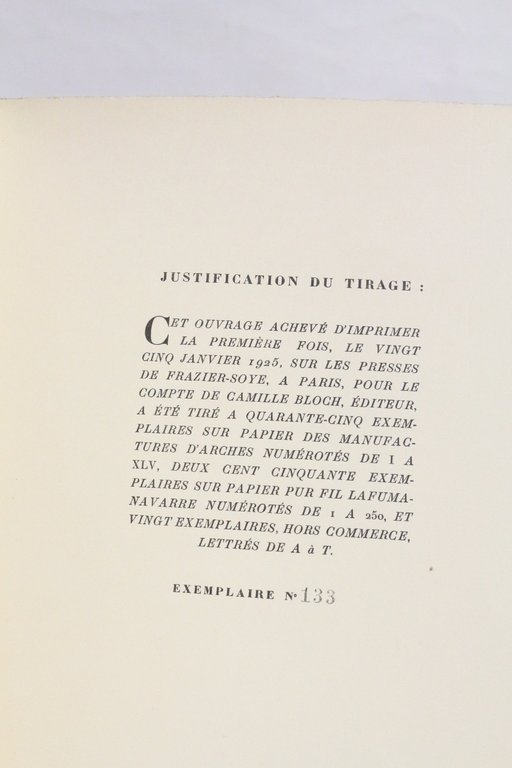 JUSTIFICATION DU TIRAGE :
CET OUVRAGE ACHEVÉ D'IMPRIMER
LA PREMIÈRE FOIS, LE VINGT
CINQ JANVIER 1925, SUR LES PRESSES
DE FRAZIER-SOYE, A PARIS, POUR LE
COMPTE DE CAMILLE BLOCH, ÉDITEUR,
A ÉTÉ TIRÉ A QUARANTE-CINQ EXEM-
PLAIRES SUR PAPIER DES MANUFAC-
TURES D'ARCHES NUMÉROTÉS DE I A
XLV, DEUX CENT CINQUANTE EXEM-
PLAIRES SUR PAPIER PUR FIL LAFUMA-
NAVARRE NUMÉROTÉS DE 1 A 250, ET
VINGT EXEMPLAIRES, HORS COMMERCE,
LETTRÉS DE A à T.
EXEMPLAIRE N° 133